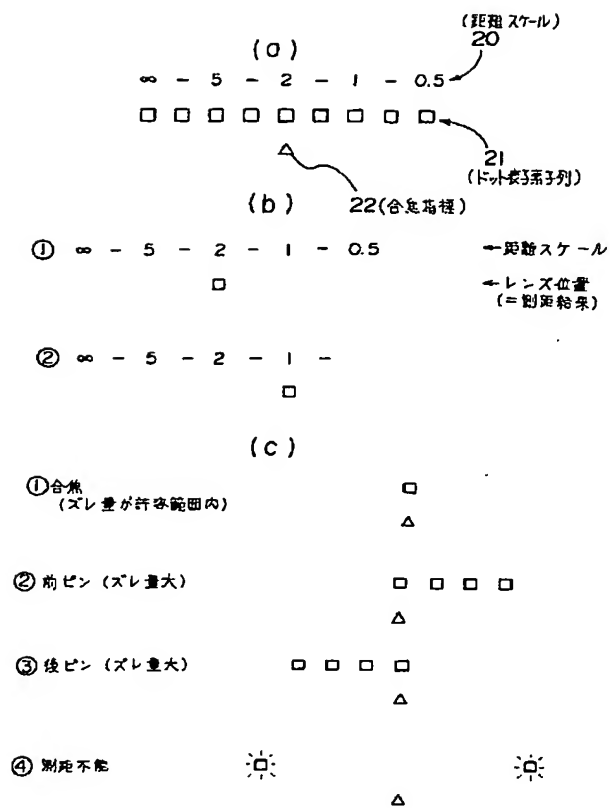 (距離スケール)
20
(a)
∞ - 5 - 2 - 1 - 0.5
21
(ドット表示素子列)
22(合焦指標)
(b)
① ∞ - 5 - 2 - 1 - 0.5 ←距離スケール
←レンズ位置
(=測距結果)
② ∞ - 5 - 2 - 1 -
(c)
①合焦
(ズレ量が許容範囲内)
②前ピン (ズレ量大)
③後ピン (ズレ量大)
④ 測距不能